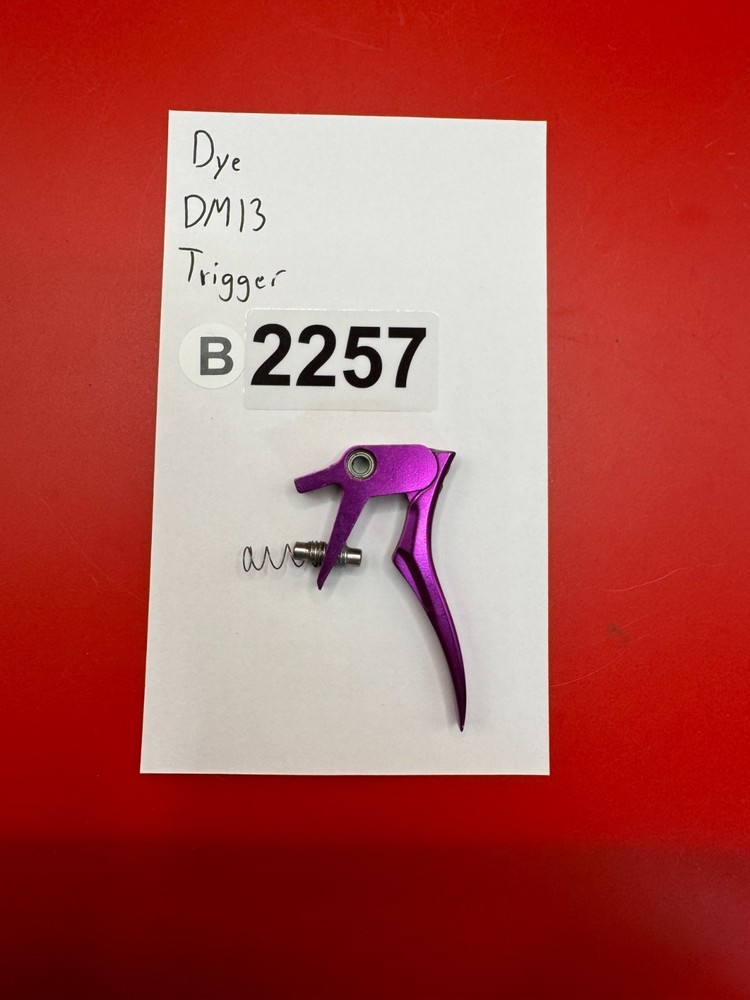 Dye
DM13
Trigger
B 2257